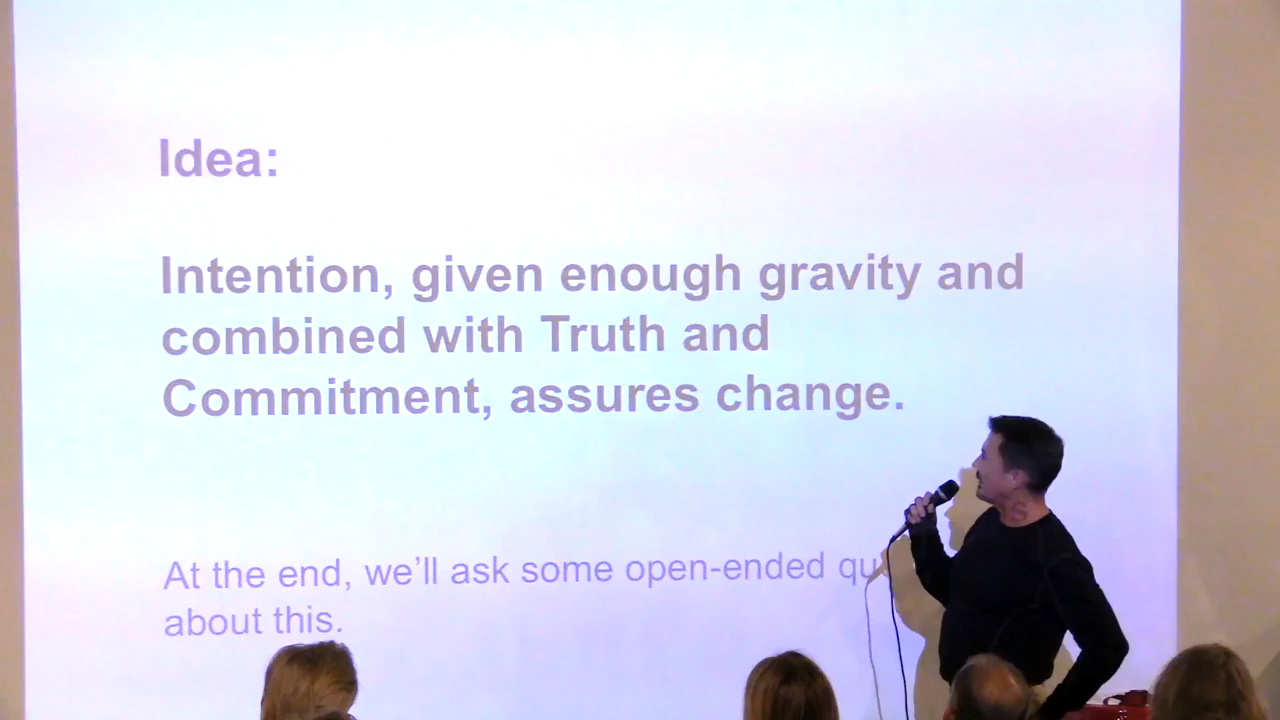 Idea:
Intention, given enough gravity and
combined with Truth and
Commitment, assures change.
At the end, we’ll ask some open-ended
about this.